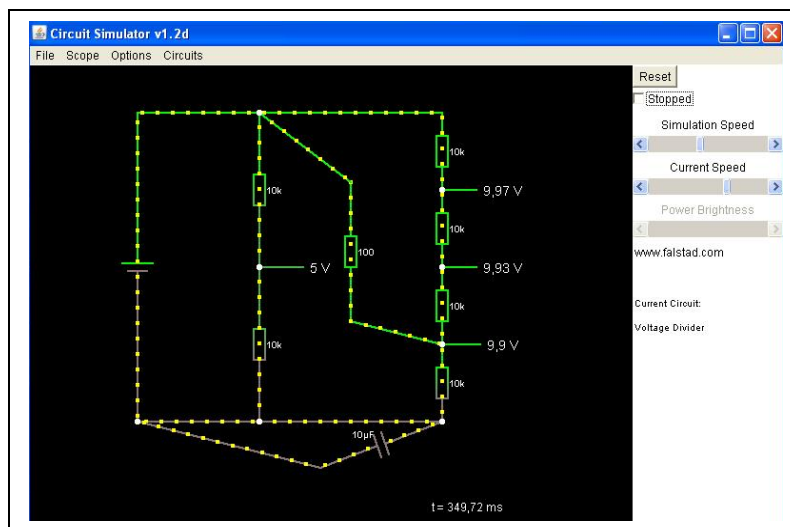 Circuit Simulator v1.2d
File Scope Options Circuits
Reset
Stopped
Simulation Speed
Current Speed
Power Brightness
www.falstad.com
Current Circuit:
Voltage Divider
10k
10k
9,97 V
10k
100
5 V
9,93 V
10k
10k
9,9 V
10k
10µF
t= 349,72 ms